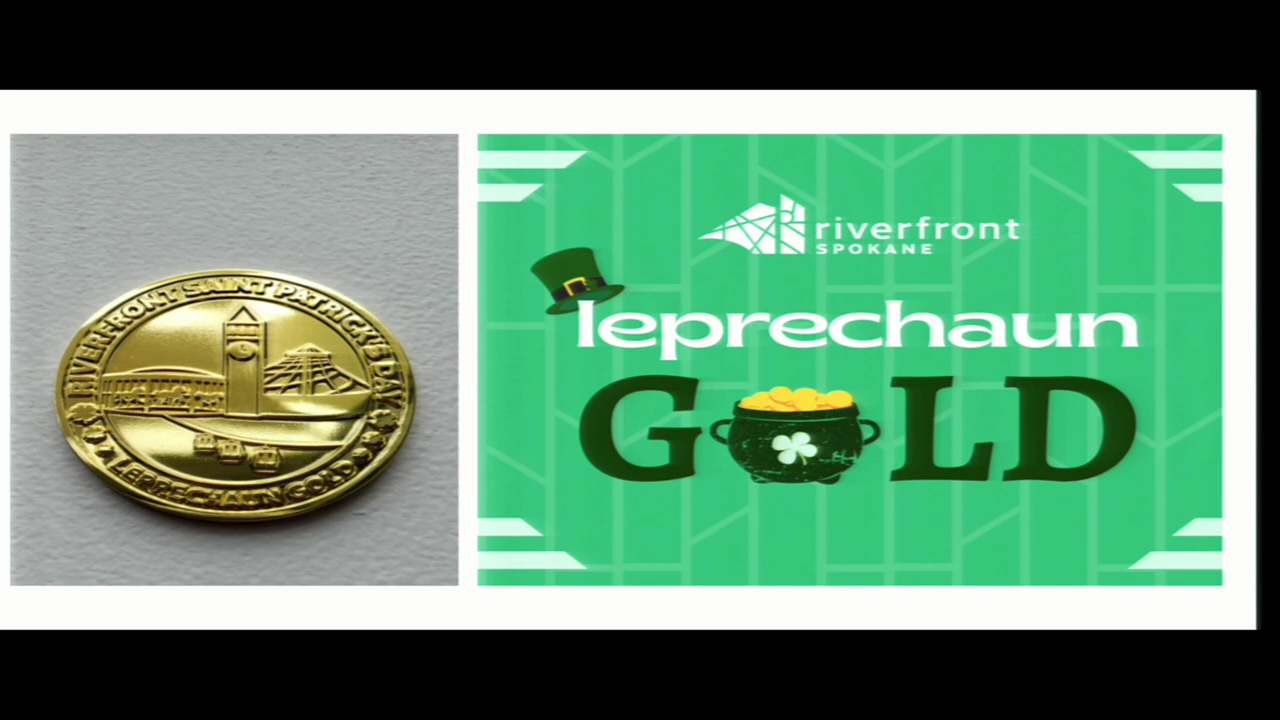 RIVERFRONT SAINT PATRICK'S DAY
LEPRECHAUN GOLD
riverfront
SPOKANE
leprechaun
GOLD